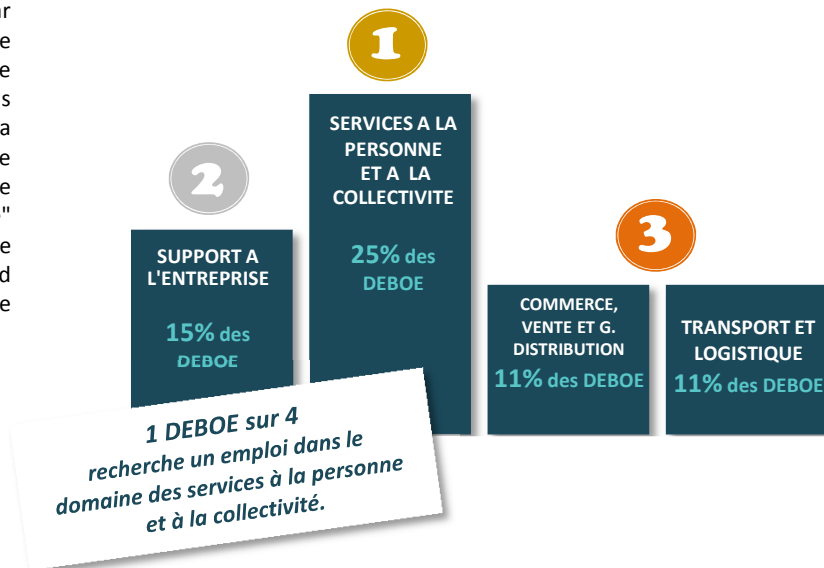 ar
e
e
s
a
e
e
"
e
d
e
1
SERVICES A LA
PERSONNE
ET A LA
COLLECTIVITE
25% des
DEBOE
2
SUPPORT A
L'ENTREPRISE
15% des
DEBOE
3
COMMERCE,
VENTE ET G.
DISTRIBUTION
11% des DEBOE
TRANSPORT ET
LOGISTIQUE
11% des DEBOE
1 DEBOE sur 4
recherche un emploi dans le
domaine des services à la personne
et à la collectivité.